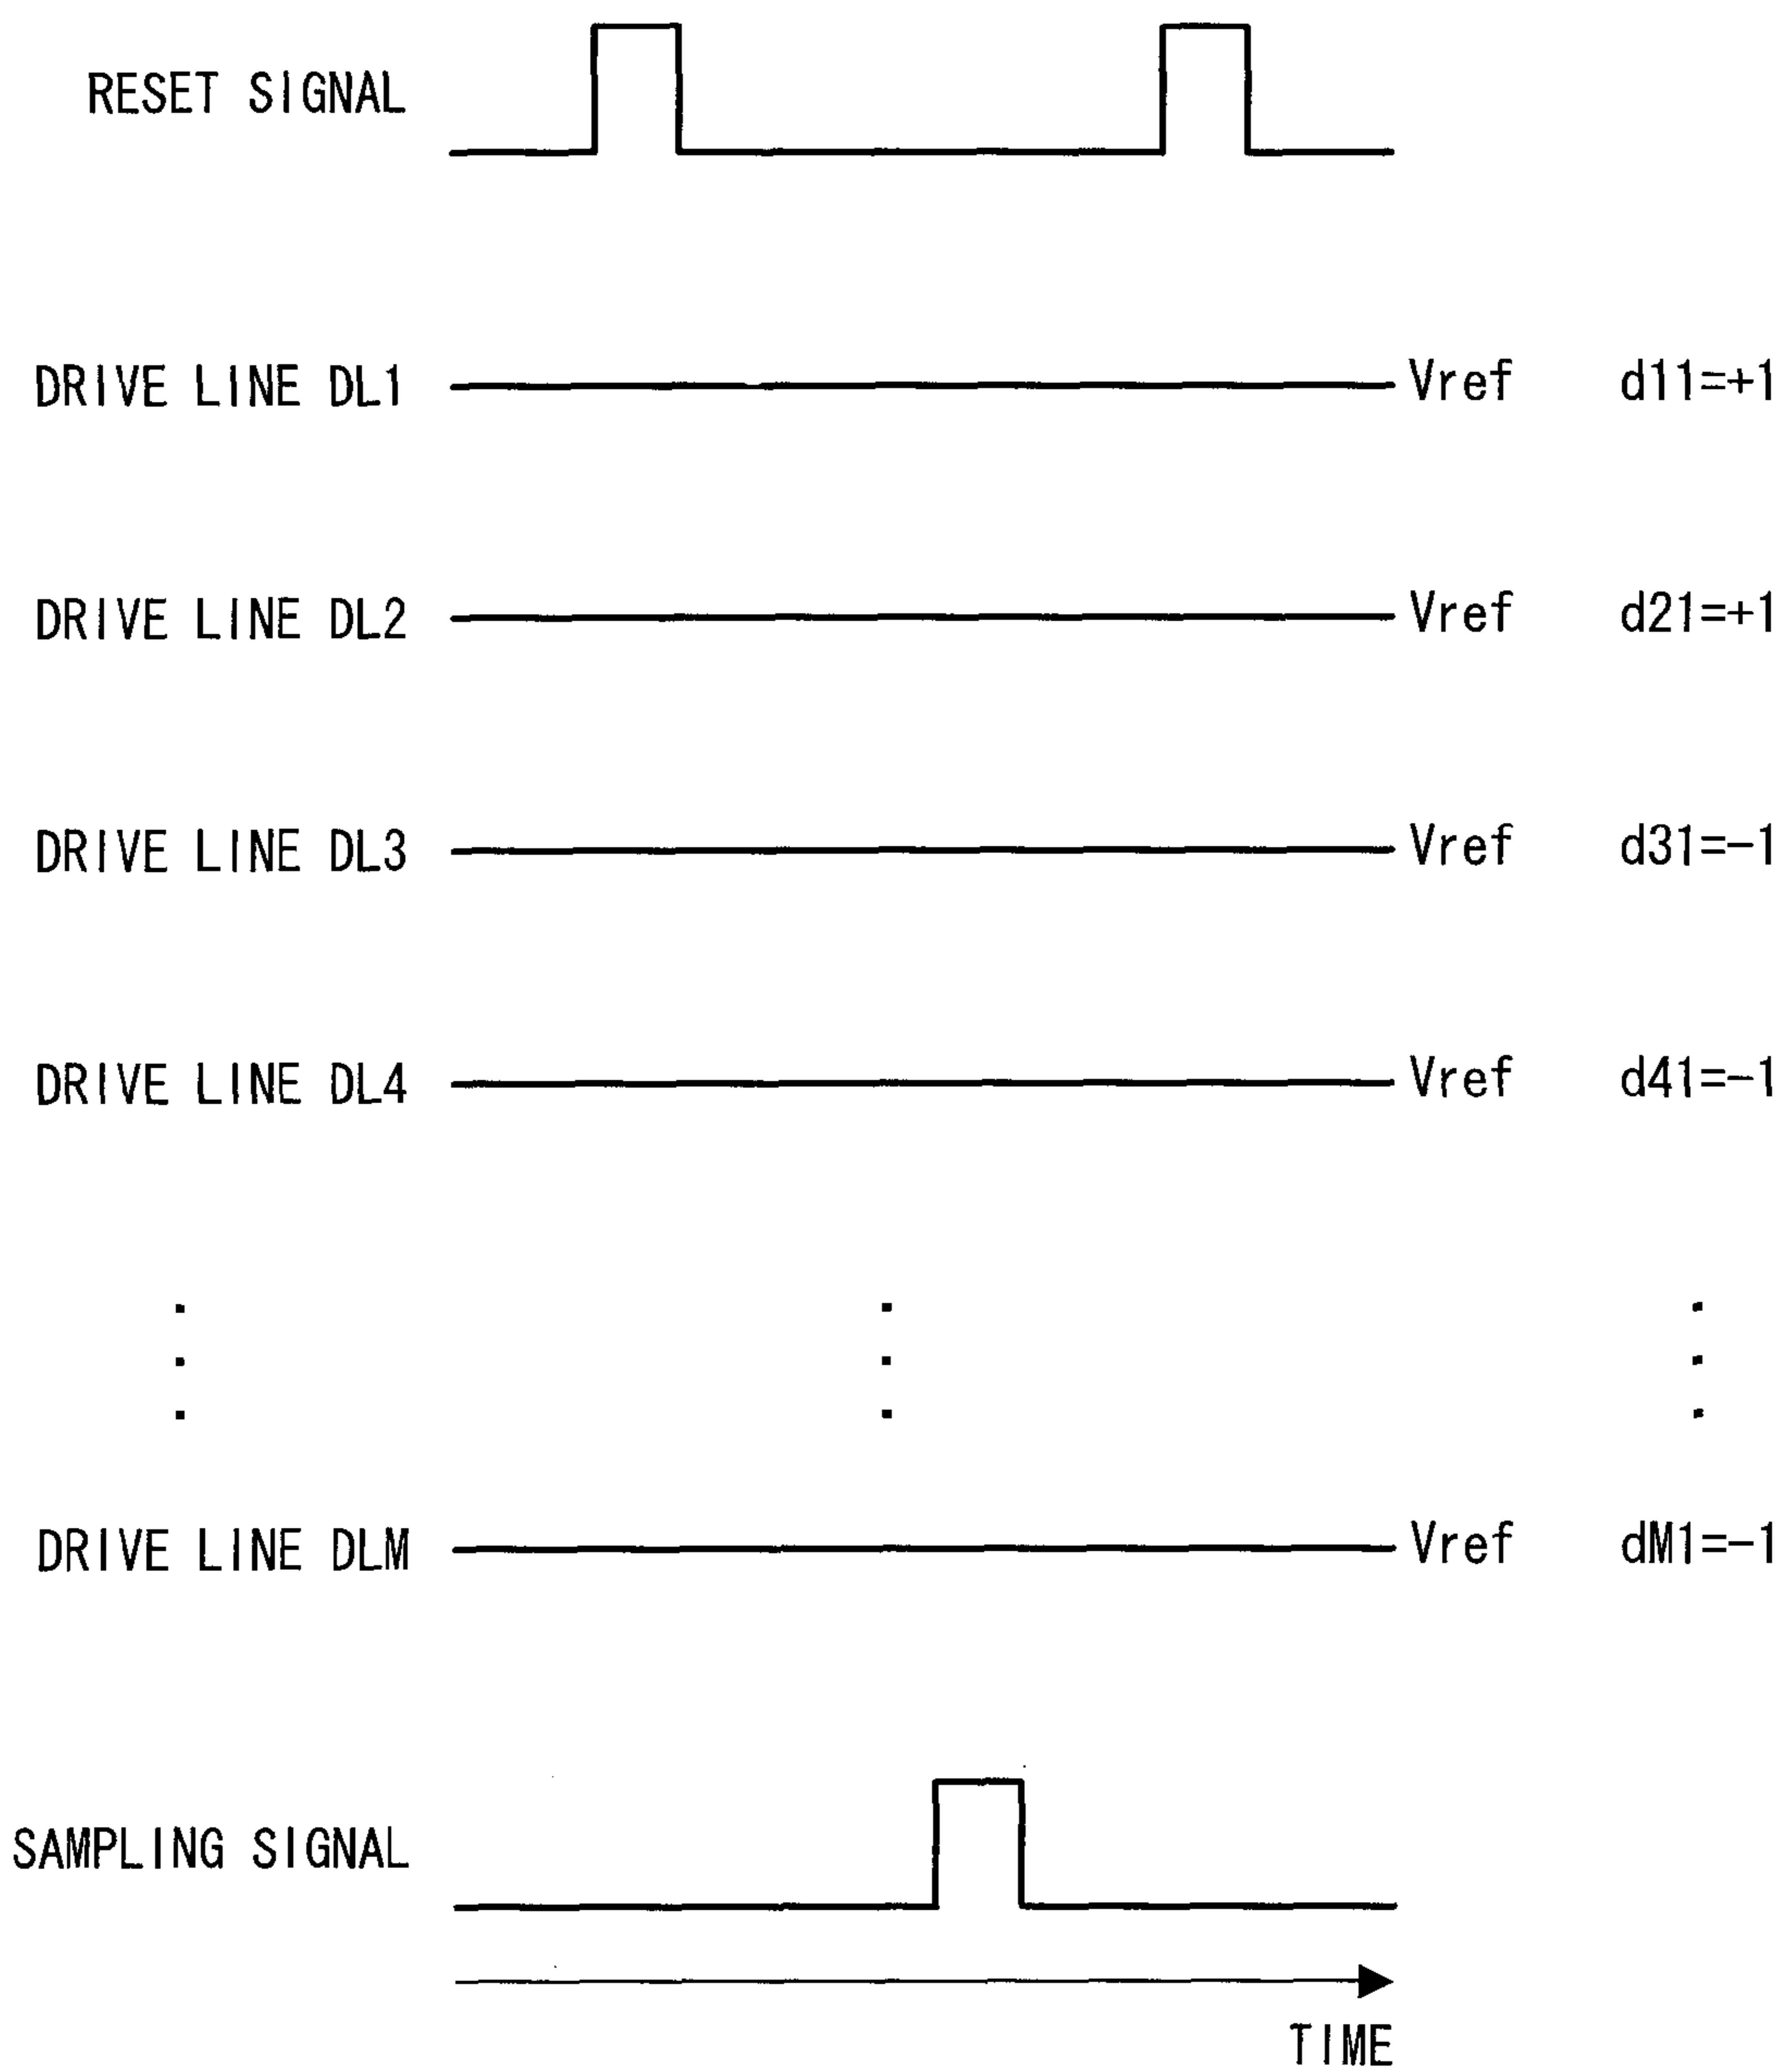 RESET SIGNAL
DRIVE LINE DL1 Vref d11=+1
DRIVE LINE DL2 Vref d21=+1
DRIVE LINE DL3 Vref d31=-1
DRIVE LINE DL4 Vref d41=-1
DRIVE LINE DLM Vref dM1=-1
SAMPLING SIGNAL
TIME